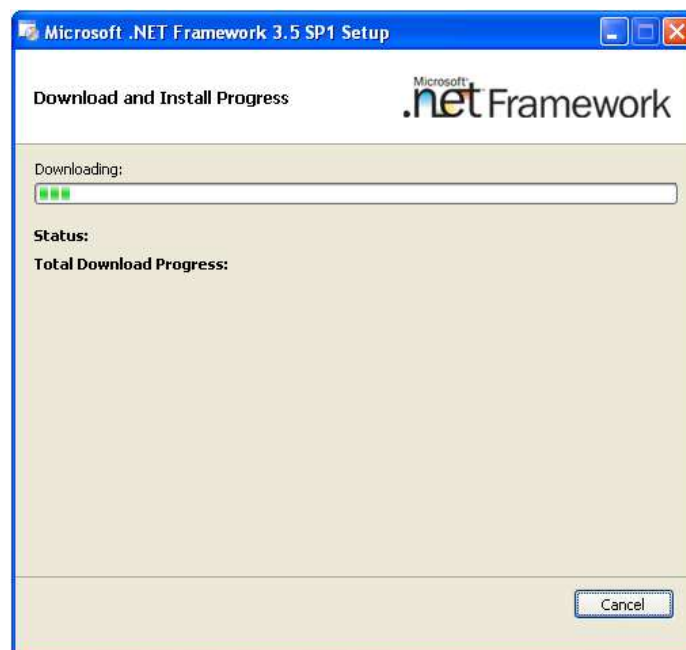 Microsoft .NET Framework 3.5 SP1 Setup
Download and Install Progress
Microsoft
.net Framework
Downloading:
Status:
Total Download Progress:
Cancel